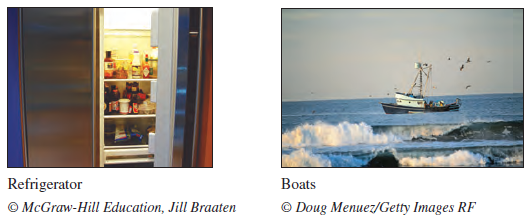 Refrigerator
© McGraw-Hill Education, Jill Braaten
Boats
© Doug Menuez/Getty Images RF